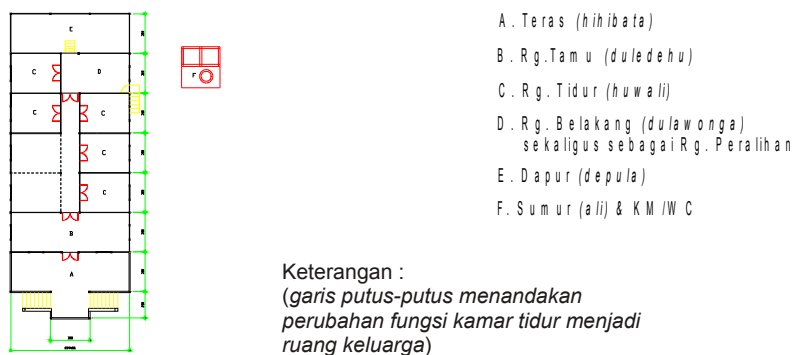 E
C D
F
C C
C
C
B
A
A. Teras (hihibata)
B. Rg.Tamu (duledehu)
C. Rg. Tidur (huwali)
D. Rg. Belakang (dulawonga)
sekaligus sebagai Rg. Peralihan
E. Dapur (depula)
F. Sumur (ali) & KM/WC
Keterangan :
(garis putus-putus menandakan
perubahan fungsi kamar tidur menjadi
ruang keluarga)